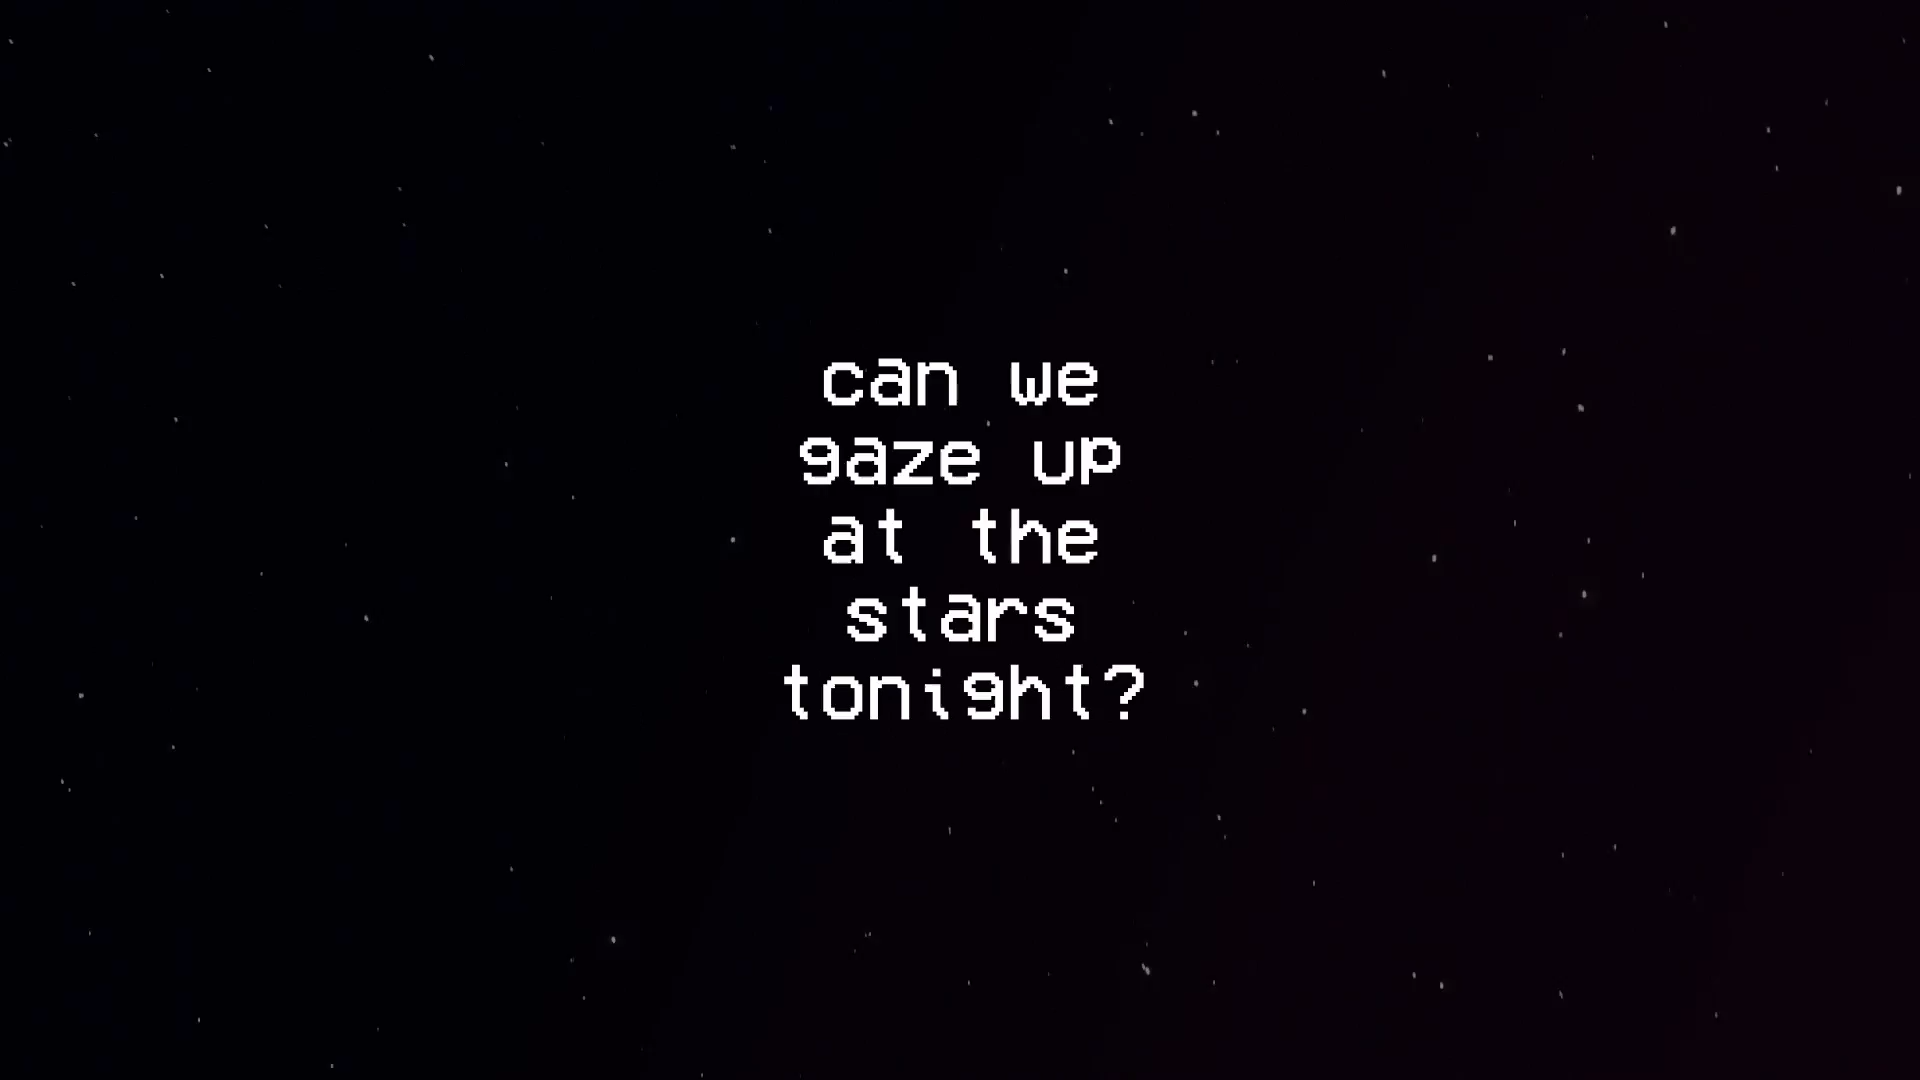 can we
gaze up
at the
stars
tonight?